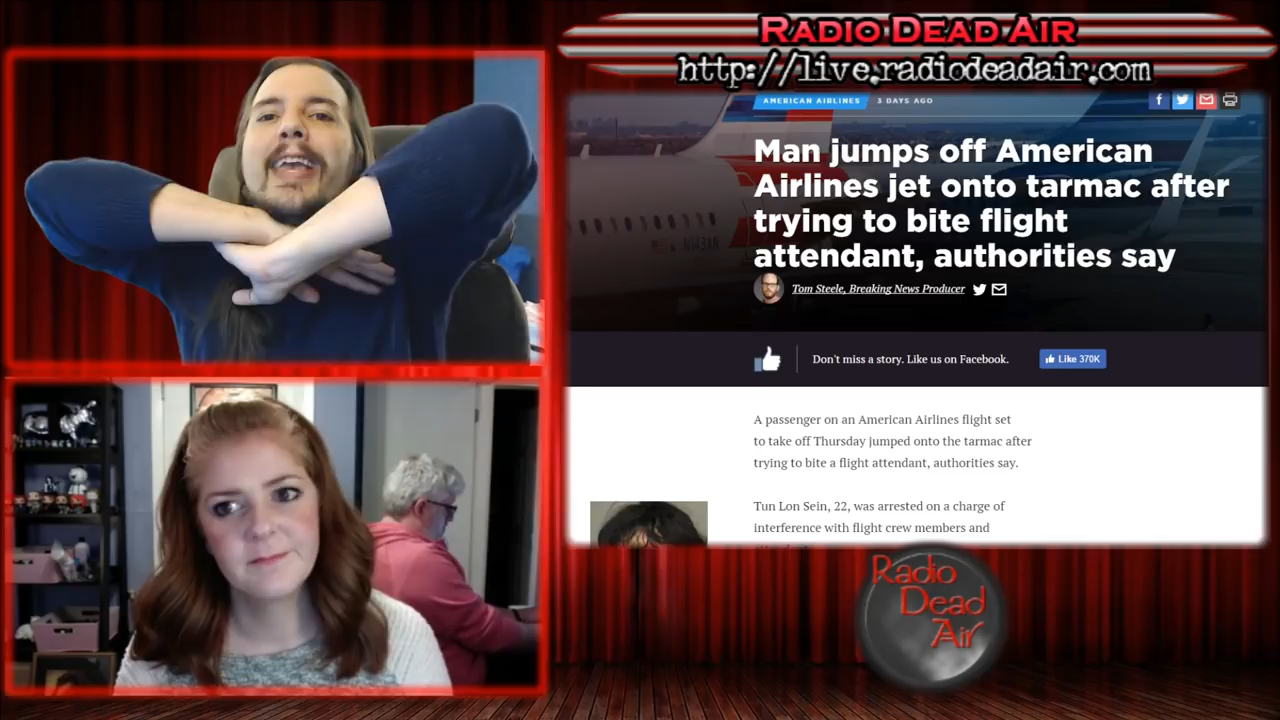 RADIO DEAD AIR
http://live.radiodeadair.com
AMERICAN AIRLINES 3 DAYS AGO
Man jumps off American
Airlines jet onto tarmac after
trying to bite flight
attendant, authorities say
Tom Steele, Breaking News Producer
Don't miss a story. Like us on Facebook.
Like 370K
A passenger on an American Airlines flight set
to take off Thursday jumped onto the tarmac after
trying to bite a flight attendant, authorities say.
Tun Lon Sein, 22, was arrested on a charge of
interference with flight crew members and
Radio
Dead
Air